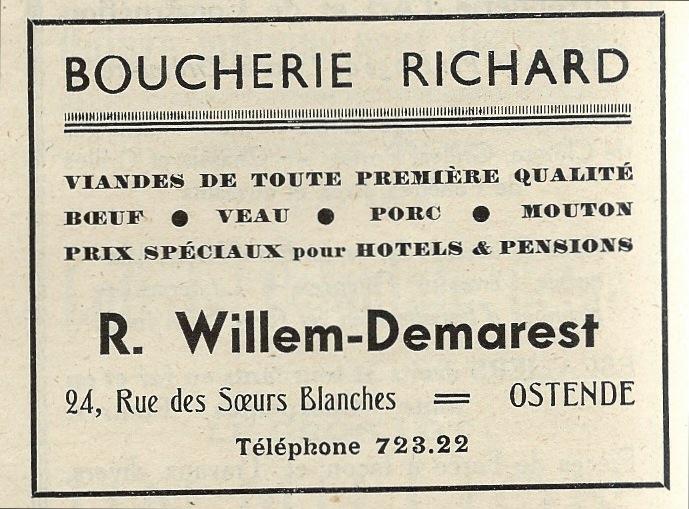 BOUCHERIE RICHARD
VIANDES DE TOUTE PREMIÈRE QUALITÉ
BŒUF ● VEAU ● PORC ● MOUTON
PRIX SPÉCIAUX pour HOTELS & PENSIONS
R. Willem-Demarest
24, Rue des Sœurs Blanches = OSTENDE
Téléphone 723.22